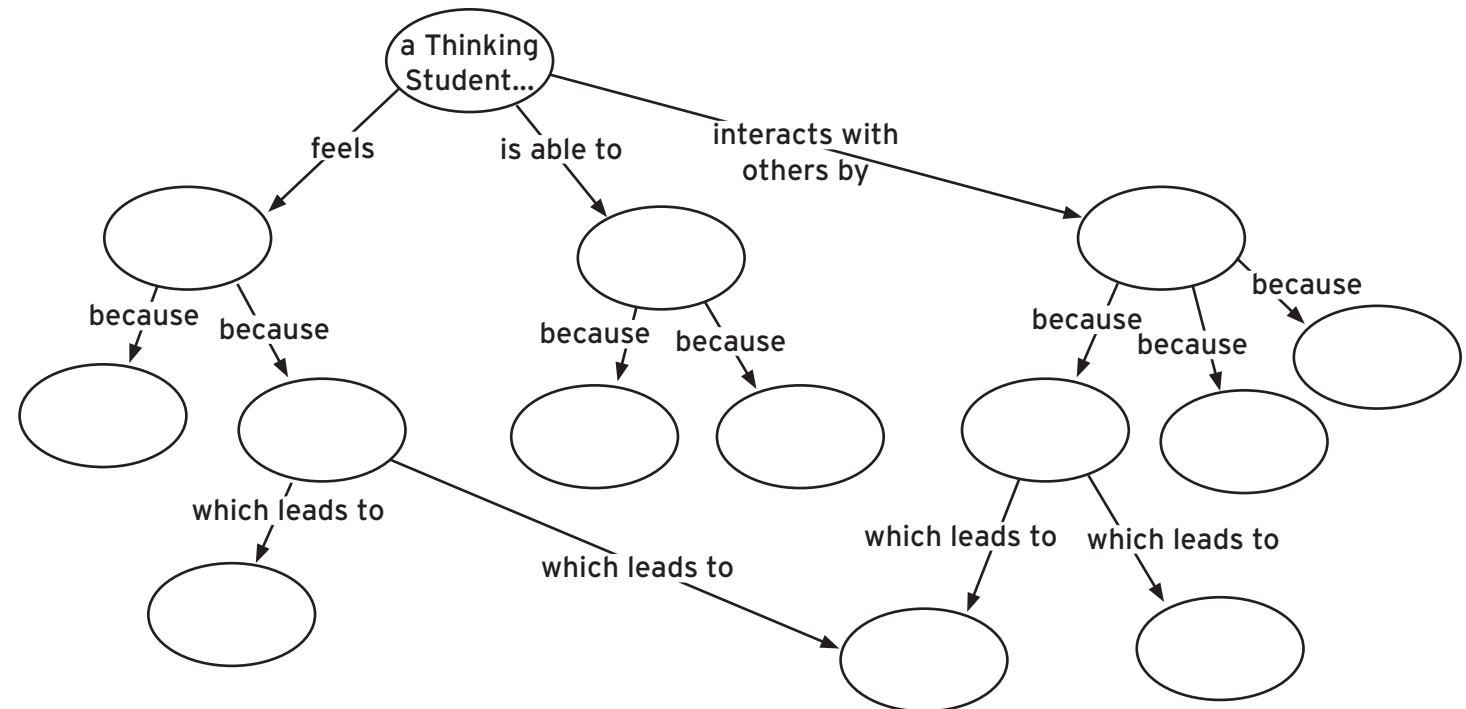 a Thinking
Student...
feels
is able to
interacts with
others by
because
because
because
because
because
because
because
which leads to
which leads to
which leads to
which leads to